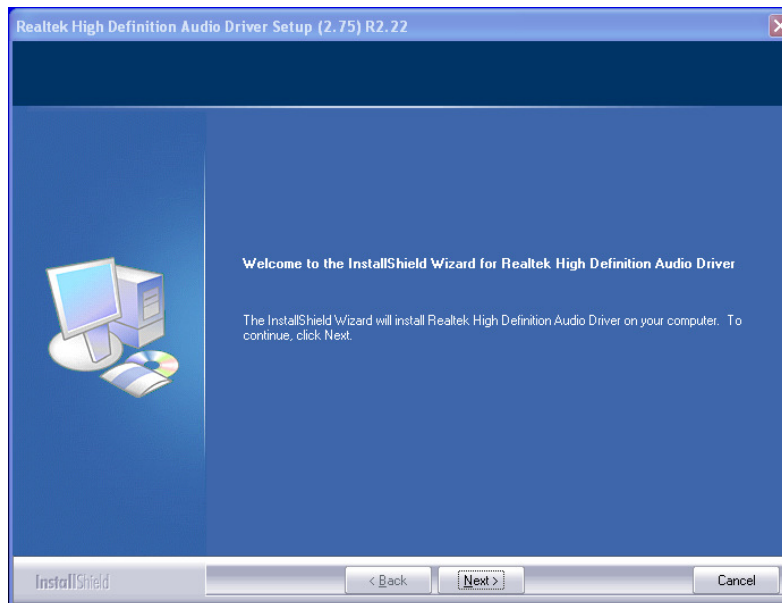 Realtek High Definition Audio Driver Setup (2.75) R2.22
Welcome to the InstallShield Wizard for Realtek High Definition Audio Driver
The InstallShield Wizard will install Realtek High Definition Audio Driver on your computer. To
continue, click Next.
InstallShield
< Back
Next >
Cancel